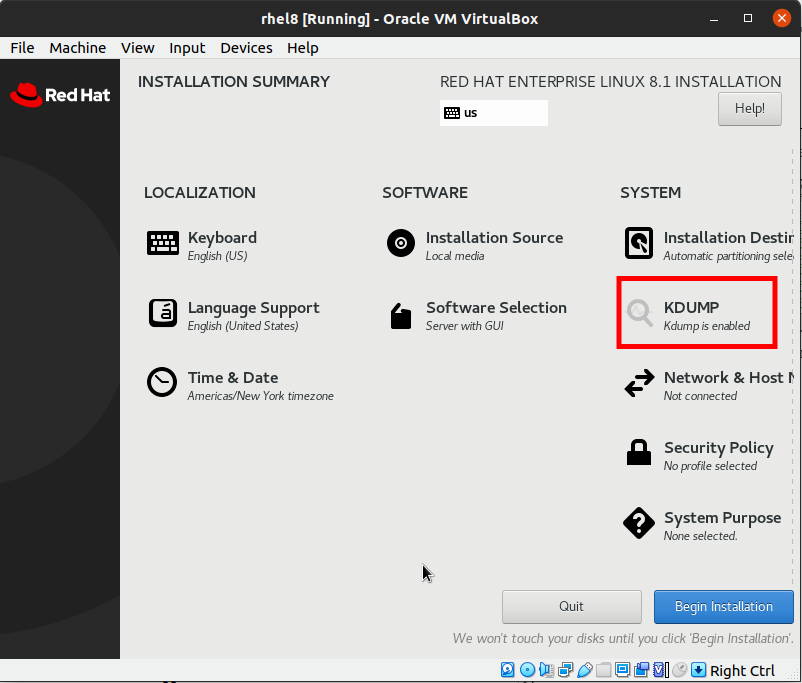 rhel8 [Running] - Oracle VM VirtualBox
File Machine View Input Devices Help
Red Hat
INSTALLATION SUMMARY
RED HAT ENTERPRISE LINUX 8.1 INSTALLATION
us
Help!
LOCALIZATION
Keyboard
English (US)
Language Support
English (United States)
Time & Date
Americas/New York timezone
SOFTWARE
Installation Source
Local media
Software Selection
Server with GUI
SYSTEM
Installation Destin
Automatic partitioning sele
KDUMP
Kdump is enabled
Network & Host N
Not connected
Security Policy
No profile selected
System Purpose
None selected.
Quit
Begin Installation
We won't touch your disks until you click 'Begin Installation'.
Right Ctrl